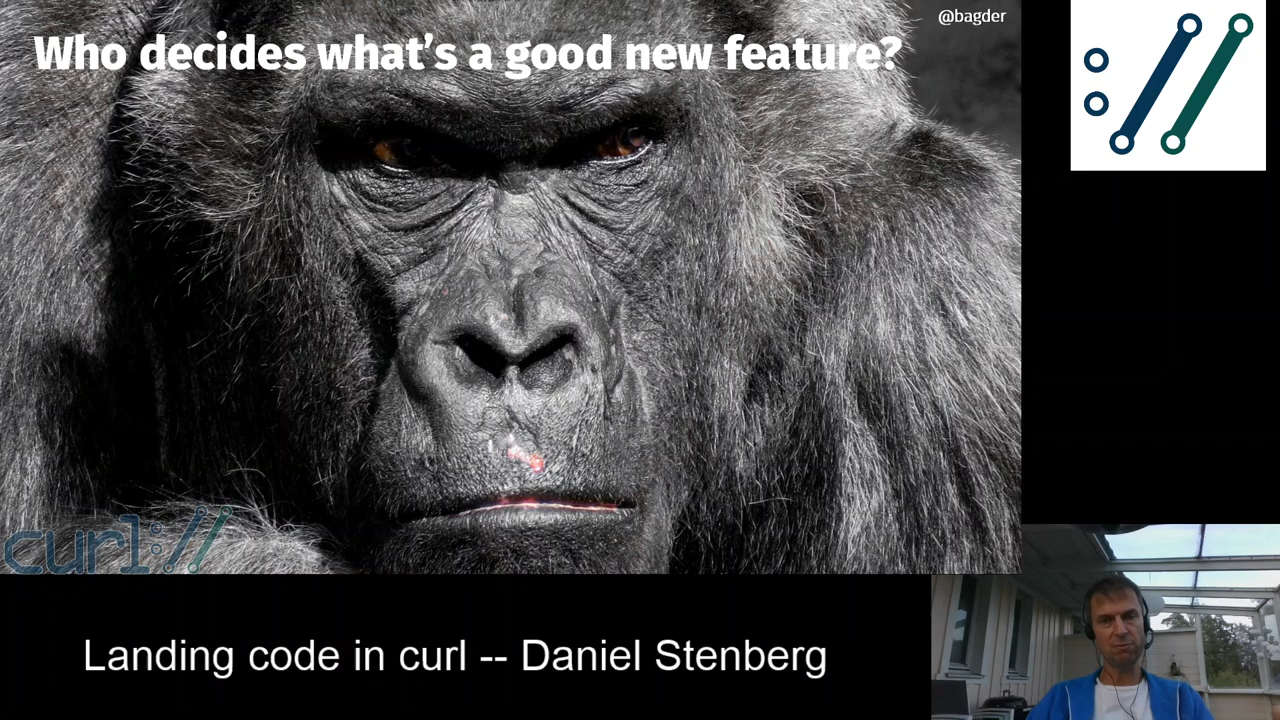 @bagder
Who decides what's a good new feature?
curl://
Landing code in curl -- Daniel Stenberg